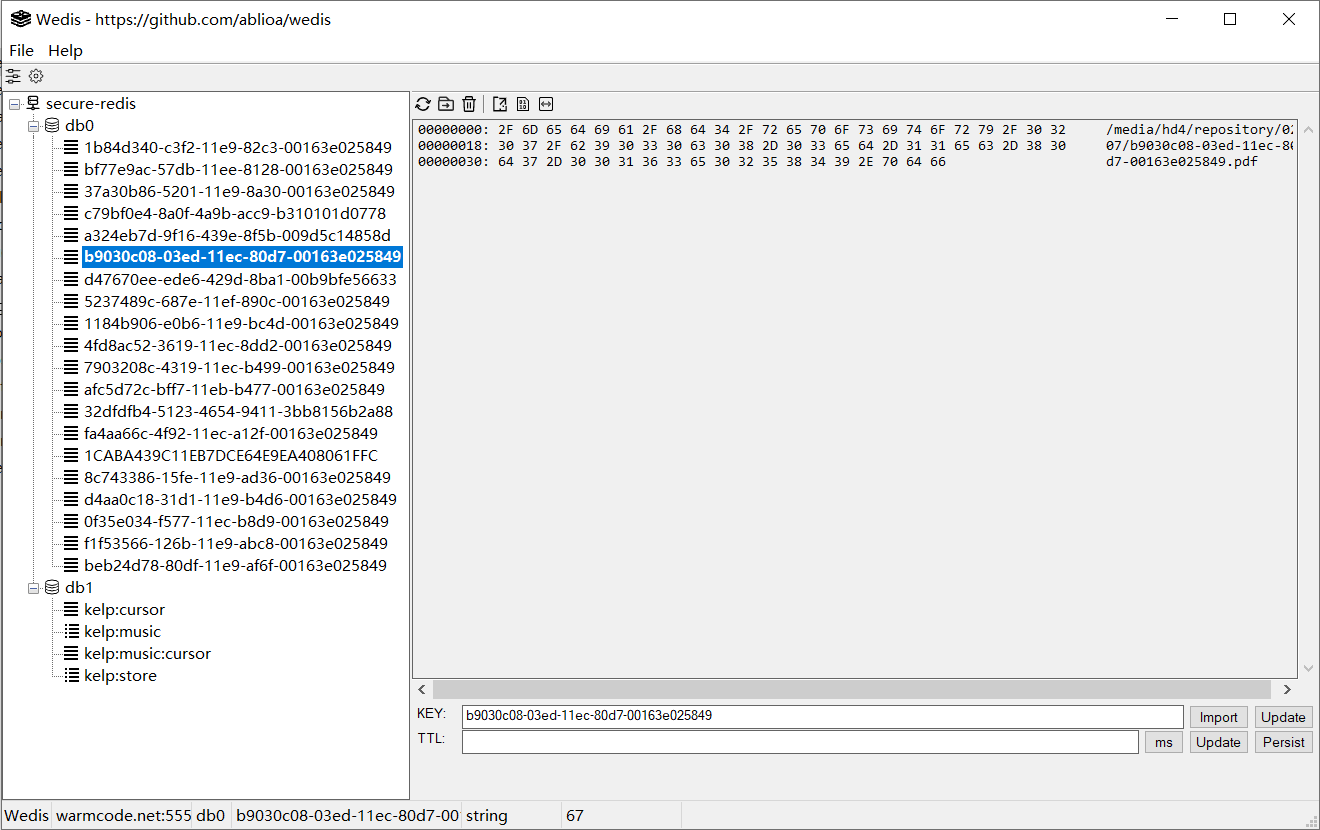 Wedis - https://github.com/ablioa/wedis
File Help
secure-redis
db0
1b84d340-c3f2-11e9-82c3-00163e025849
bf77e9ac-57db-11ee-8128-00163e025849
37a30b86-5201-11e9-8a30-00163e025849
c79bf0e4-8a0f-4a9b-acc9-b310101d0778
a324eb7d-9f16-439e-8f5b-009d5c14858d
b9030c08-03ed-11ec-80d7-00163e025849
d47670ee-ede6-429d-8ba1-00b9bfe56633
5237489c-687e-11ef-890c-00163e025849
1184b906-e0b6-11e9-bc4d-00163e025849
4fd8ac52-3619-11ec-8dd2-00163e025849
7903208c-4319-11ec-b499-00163e025849
afc5d72c-bff7-11eb-b477-00163e025849
32dfdfb4-5123-4654-9411-3bb8156b2a88
fa4aa66c-4f92-11ec-a12f-00163e025849
1CABA439C11EB7DCE64E9EA408061FFC
8c743386-15fe-11e9-ad36-00163e025849
d4aa0c18-31d1-11e9-b4d6-00163e025849
0f35e034-f577-11ec-b8d9-00163e025849
f1f53566-126b-11e9-abc8-00163e025849
beb24d78-80df-11e9-af6f-00163e025849
db1
kelp:cursor
kelp:music
kelp:music:cursor
kelp:store
00000000: 2F 6D 65 64 69 61 2F 68 64 34 2F 72 65 70 6F 73 69 74 6F 72 79 2F 30 32 /media/hd4/repository/02
00000018: 30 37 2F 62 39 30 33 30 63 30 38 2D 30 33 65 64 2D 31 31 65 63 2D 38 30 07/b9030c08-03ed-11ec-80
00000030: 64 37 2D 30 30 31 36 33 65 30 32 35 38 34 39 2E 70 64 66 d7-00163e025849.pdf
KEY: b9030c08-03ed-11ec-80d7-00163e025849 Import Update
TTL: ms Update Persist
Wedis warmcode.net:555 db0 b9030c08-03ed-11ec-80d7-00 string 67